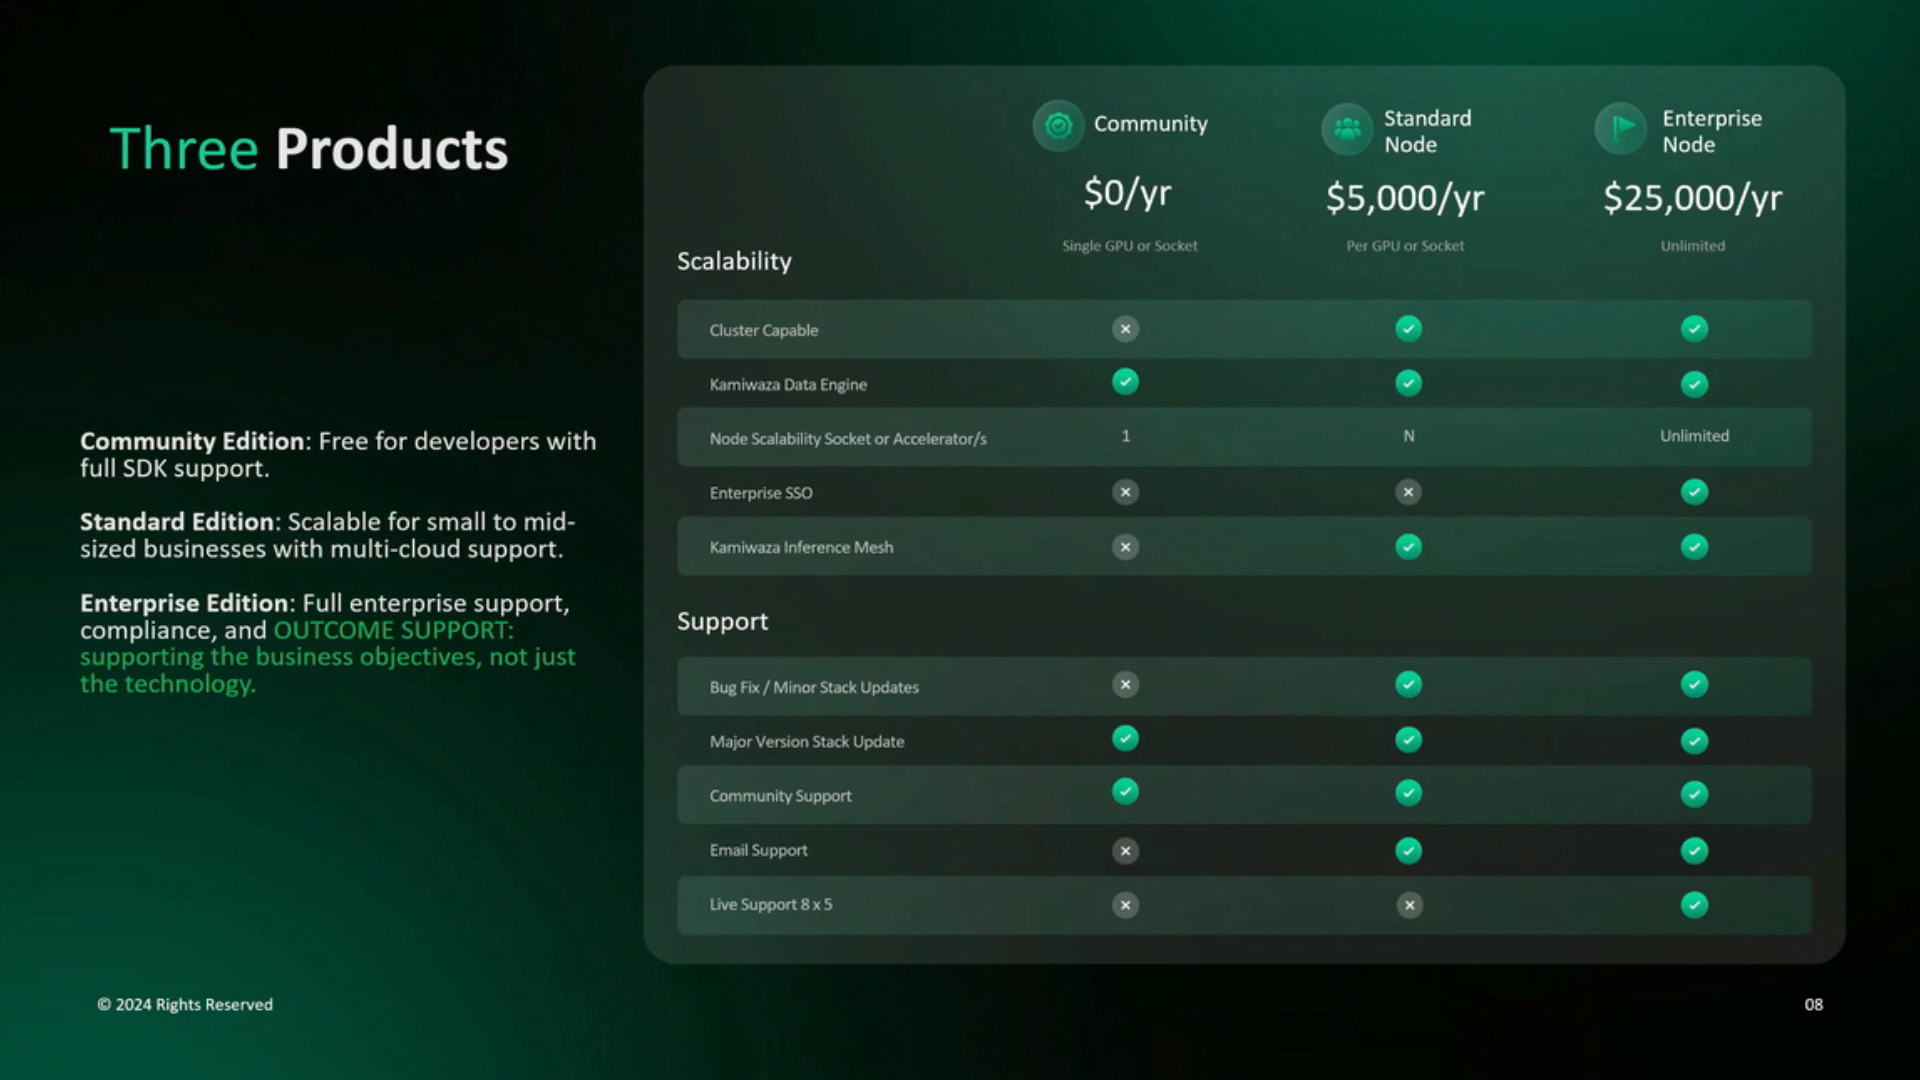 Three Products
Community Edition: Free for developers with
full SDK support.
Standard Edition: Scalable for small to mid-
sized businesses with multi-cloud support.
Enterprise Edition: Full enterprise support,
compliance, and OUTCOME SUPPORT:
supporting the business objectives, not just
the technology.
Community
Standard
Node
Enterprise
Node
$0/yr
$5,000/yr
$25,000/yr
Single GPU or Socket
Per GPU or Socket
Unlimited
Scalability
Cluster Capable
Kamiwaza Data Engine
Node Scalability Socket or Accelerator/s 1 N Unlimited
Enterprise SSO
Kamiwaza Inference Mesh
Support
Bug Fix / Minor Stack Updates
Major Version Stack Update
Community Support
Email Support
Live Support 8 x 5
© 2024 Rights Reserved
08